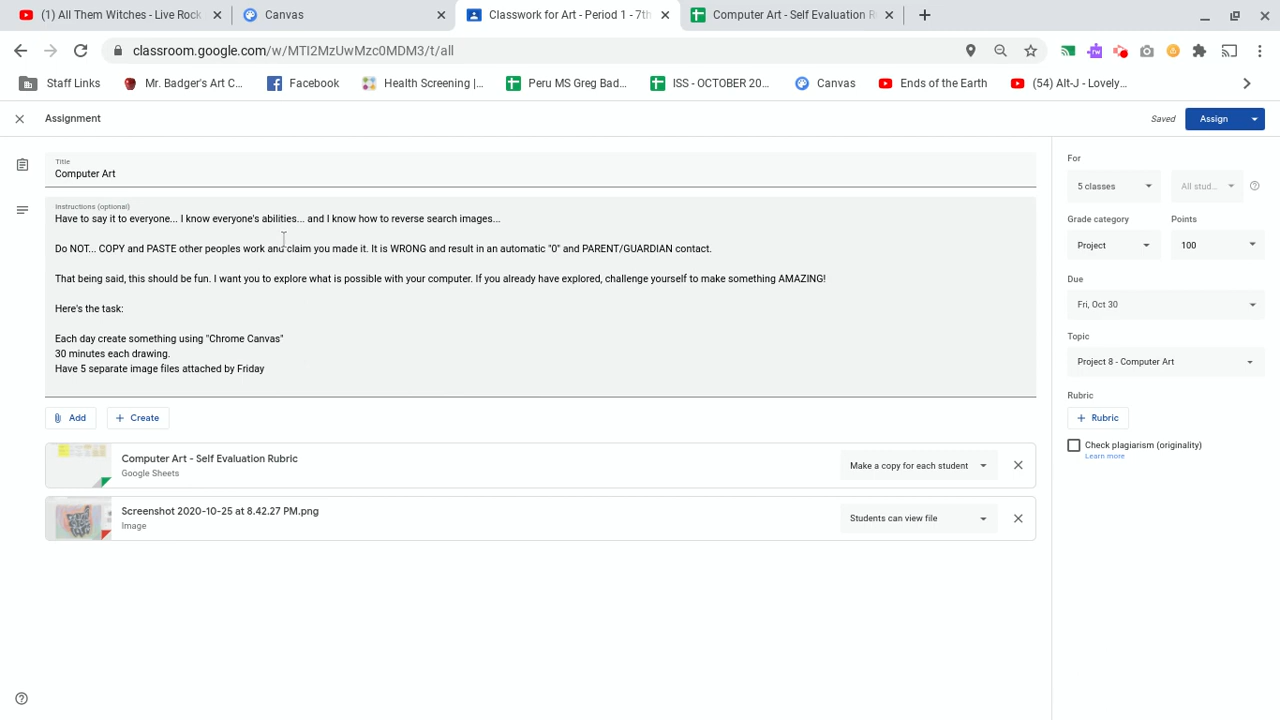 (1) All Them Witches - Live Rock
Canvas
Classwork for Art - Period 1 - 7th
Computer Art - Self Evaluation R
classroom.google.com/w/MTI2MzUwMzc0MDM3/t/all
Staff Links
Mr. Badger's Art C...
Facebook
Health Screening |...
Peru MS Greg Bad...
ISS - OCTOBER 20...
Canvas
Ends of the Earth
(54) Alt-J - Lovely...
Assignment
Saved
Assign
Title
Computer Art
Instructions (optional)
Have to say it to everyone... I know everyone's abilities... and I know how to reverse search images...
Do NOT... COPY and PASTE other peoples work and claim you made it. It is WRONG and result in an automatic "0" and PARENT/GUARDIAN contact.
That being said, this should be fun. I want you to explore what is possible with your computer. If you already have explored, challenge yourself to make something AMAZING!
Here's the task:
Each day create something using "Chrome Canvas"
30 minutes each drawing.
Have 5 separate image files attached by Friday
Add
Create
Computer Art - Self Evaluation Rubric
Google Sheets
Make a copy for each student
Screenshot 2020-10-25 at 8.42.27 PM.png
Image
Students can view file
For
5 classes
All stud...
Grade category
Points
Project
100
Due
Fri, Oct 30
Topic
Project 8 - Computer Art
Rubric
Rubric
Check plagiarism (originality)
Learn more